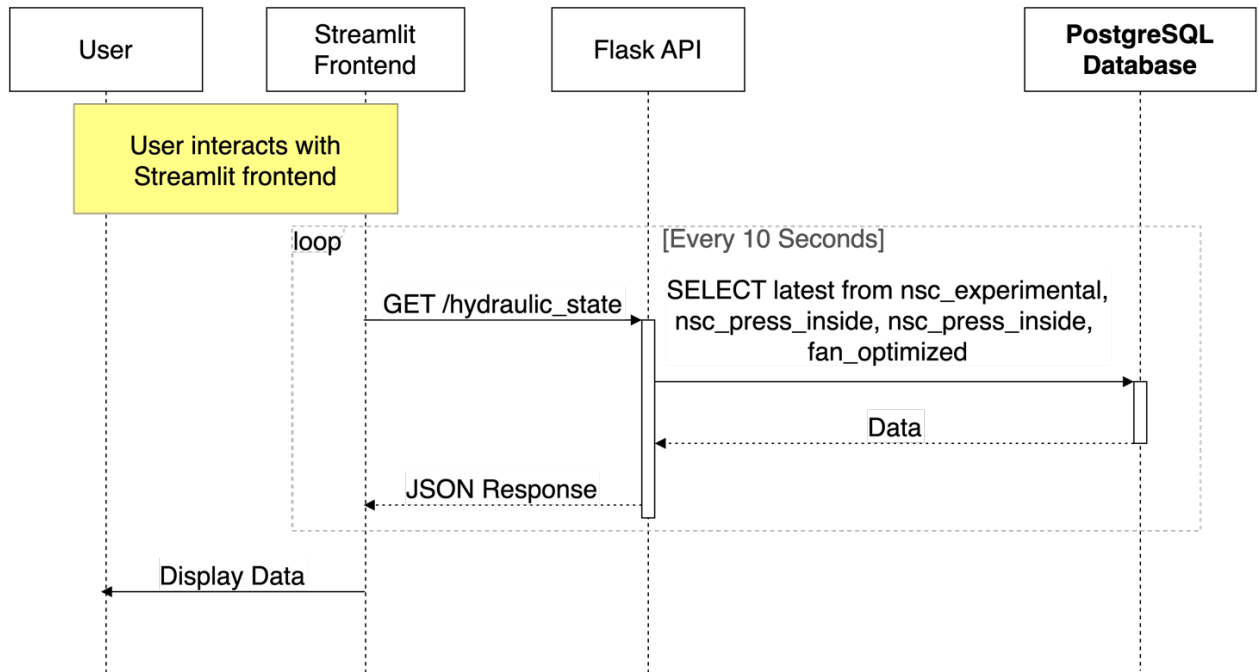 User
Streamlit
Frontend
Flask API
PostgreSQL
Database
User interacts with
Streamlit frontend
loop
[Every 10 Seconds]
GET /hydraulic_state
SELECT latest from nsc_experimental,
nsc_press_inside, nsc_press_inside,
fan_optimized
Data
JSON Response
Display Data